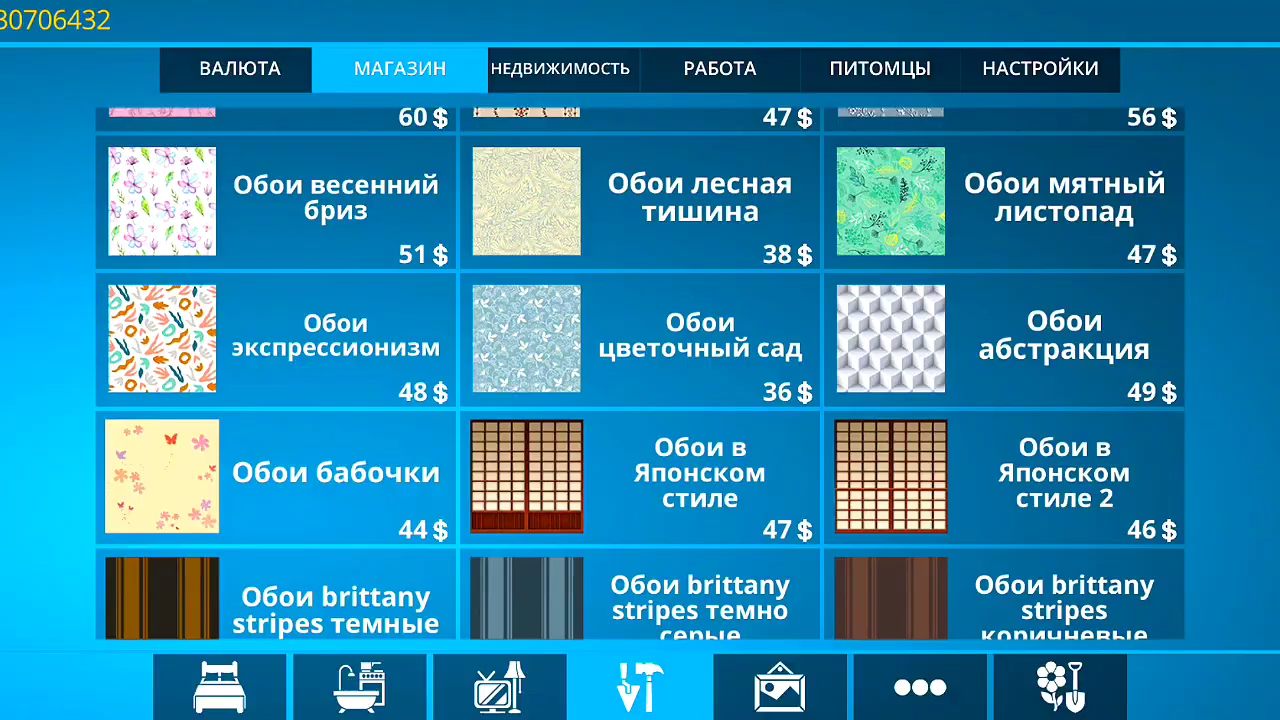 30706432
ВАЛЮТА
МАГАЗИН
НЕДВИЖИМОСТЬ
РАБОТА
ПИТОМЦЫ
НАСТРОЙКИ
60 $
47 $
56 $
Обои весенний
бриз
51 $
Обои лесная
тишина
38 $
Обои мятный
листопад
47 $
Обои
экспрессионизм
48 $
Обои
цветочный сад
36 $
Обои
абстракция
49 $
Обои бабочки
44 $
Обои в
Японском
стиле
47 $
Обои в
Японском
стиле 2
46 $
Обои brittany
stripes темные
Обои brittany
stripes темно
серые
Обои brittany
stripes
коричневые